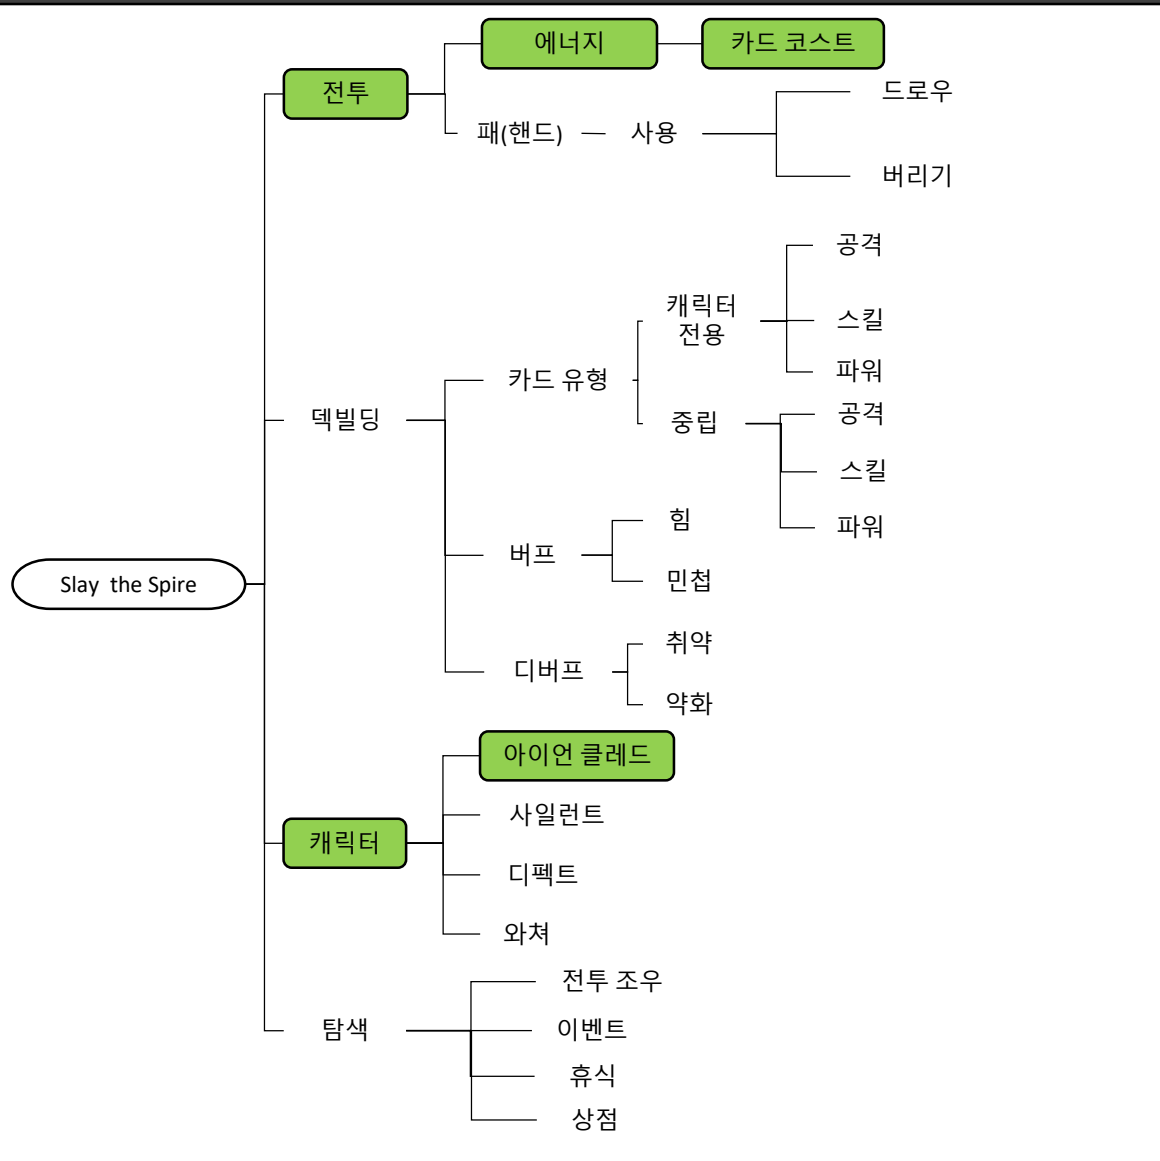 에너지
카드 코스트
전투
드로우
패(핸드)
사용
버리기
공격
캐릭터
전용
스킬
파워
카드 유형
덱빌딩
중립
공격
스킬
파워
힘
버프
민첩
Slay the Spire
취약
디버프
약화
아이언 클레드
사일런트
캐릭터
디펙트
와쳐
전투 조우
탐색
이벤트
휴식
상점